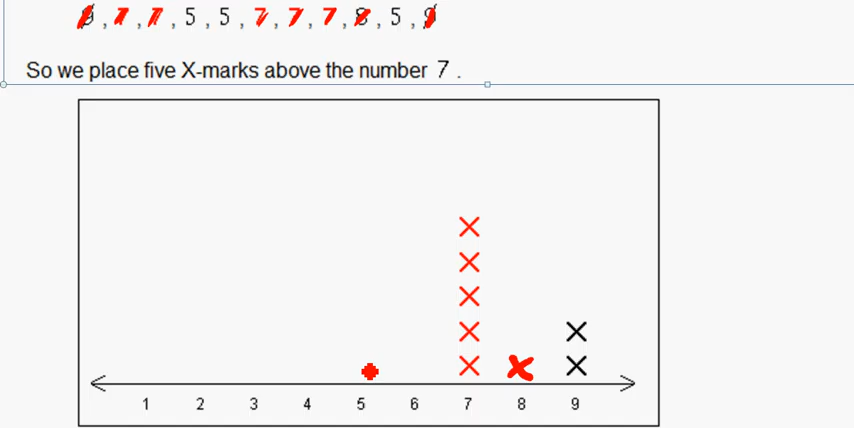 9 , 7 , 7 , 5 , 5 , 7 , 7 , 7 , 8 , 5 , 9
So we place five X-marks above the number 7 .
1 2 3 4 5 6 7 8 9